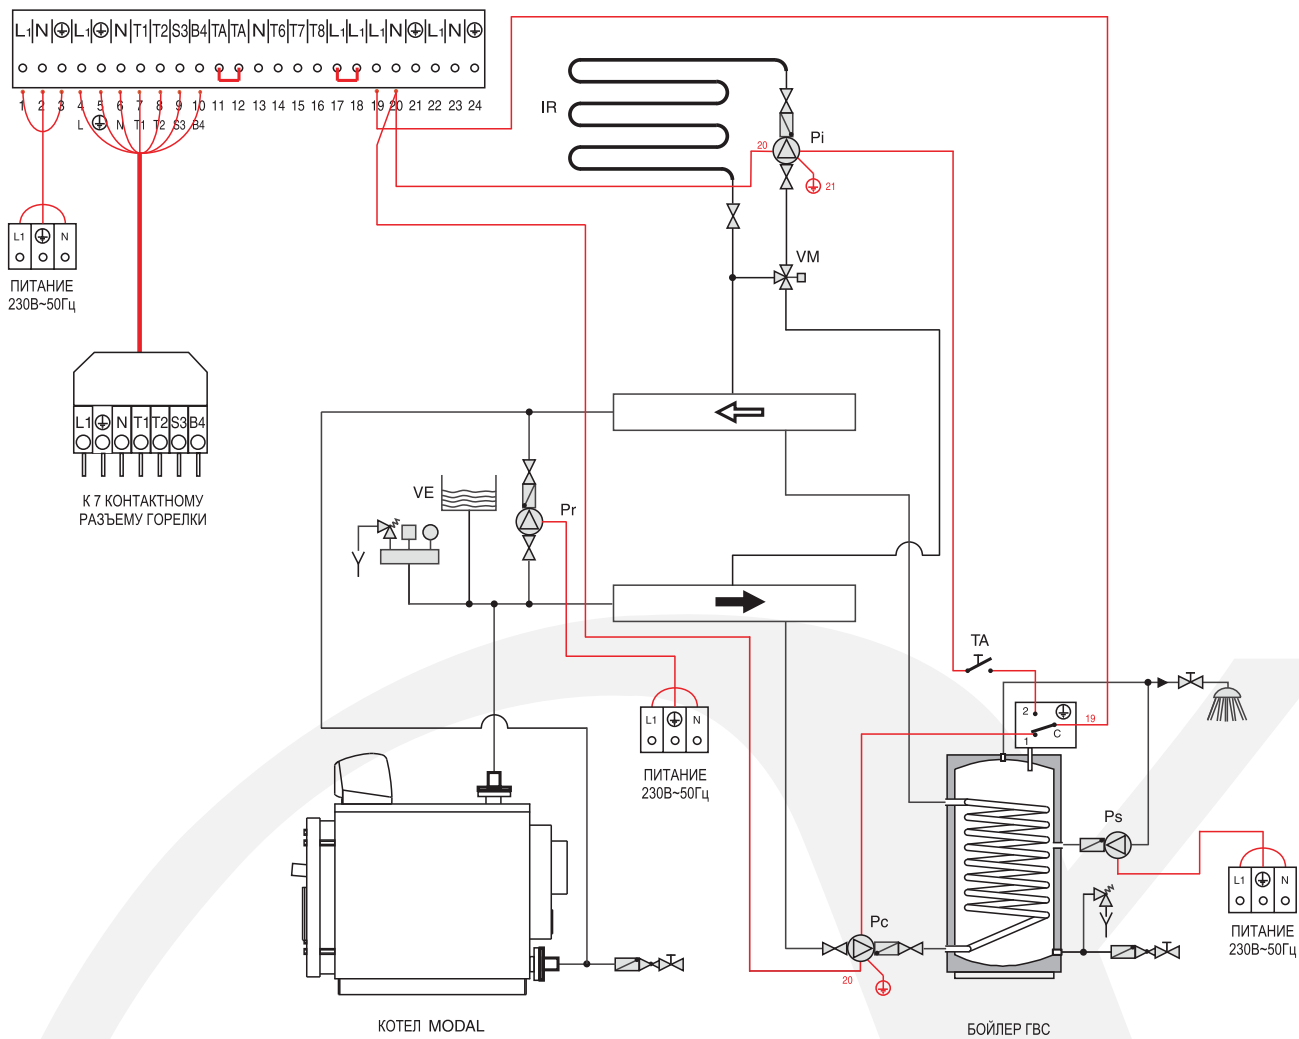 L1 N ⏚ L1 ⏚ N T1 T2 S3 B4 TA TA N T6 T7 T8 L1 L1 L1 N ⏚ L1 N ⏚
1 2 3 4 5 6 7 8 9 10 11 12 13 14 15 16 17 18 19 20 21 22 23 24
L ⏚ N T1 T2 S3 B4
IR
Pi
20
21
L1 ⏚ N
VM
ПИТАНИЕ
230В~50Гц
L1 ⏚ N T1 T2 S3 B4
VE
К 7 КОНТАКТНОМУ
РАЗЪЕМУ ГОРЕЛКИ
Pr
TA
2
19
1
C
L1 ⏚ N
ПИТАНИЕ
230В~50Гц
Ps
L1 ⏚ N
Pc
ПИТАНИЕ
230В~50Гц
20
КОТЕЛ MODAL
БОЙЛЕР ГВС